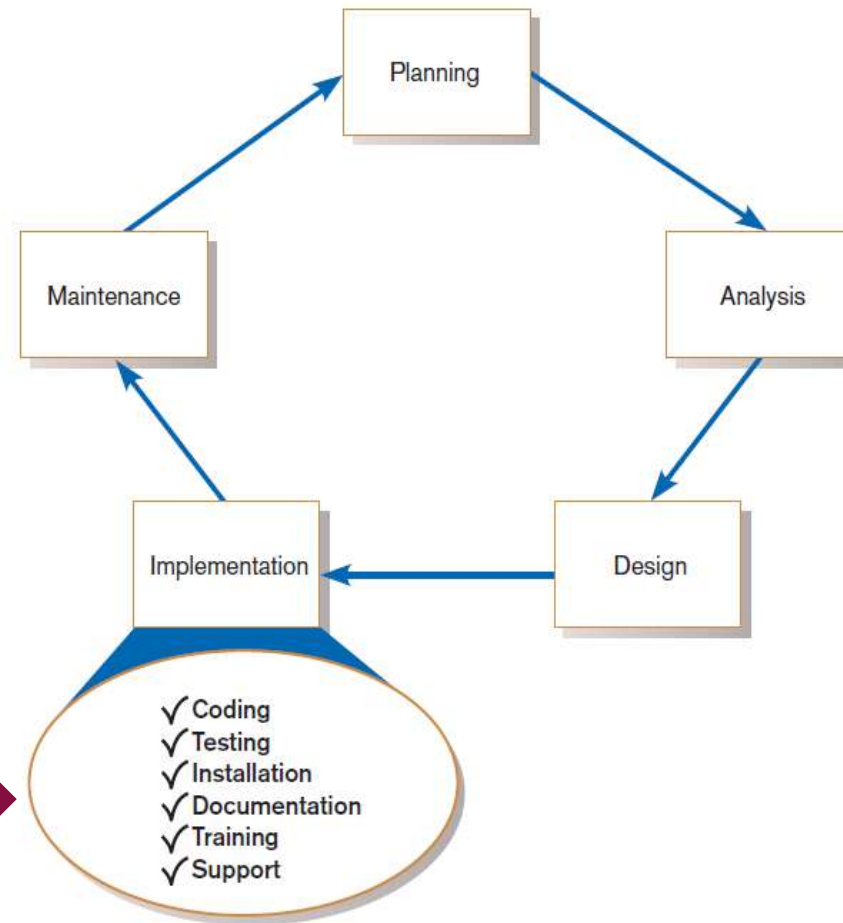 Planning
Maintenance
Analysis
Implementation
Design
✓ Coding
✓ Testing
✓ Installation
✓ Documentation
✓ Training
✓ Support